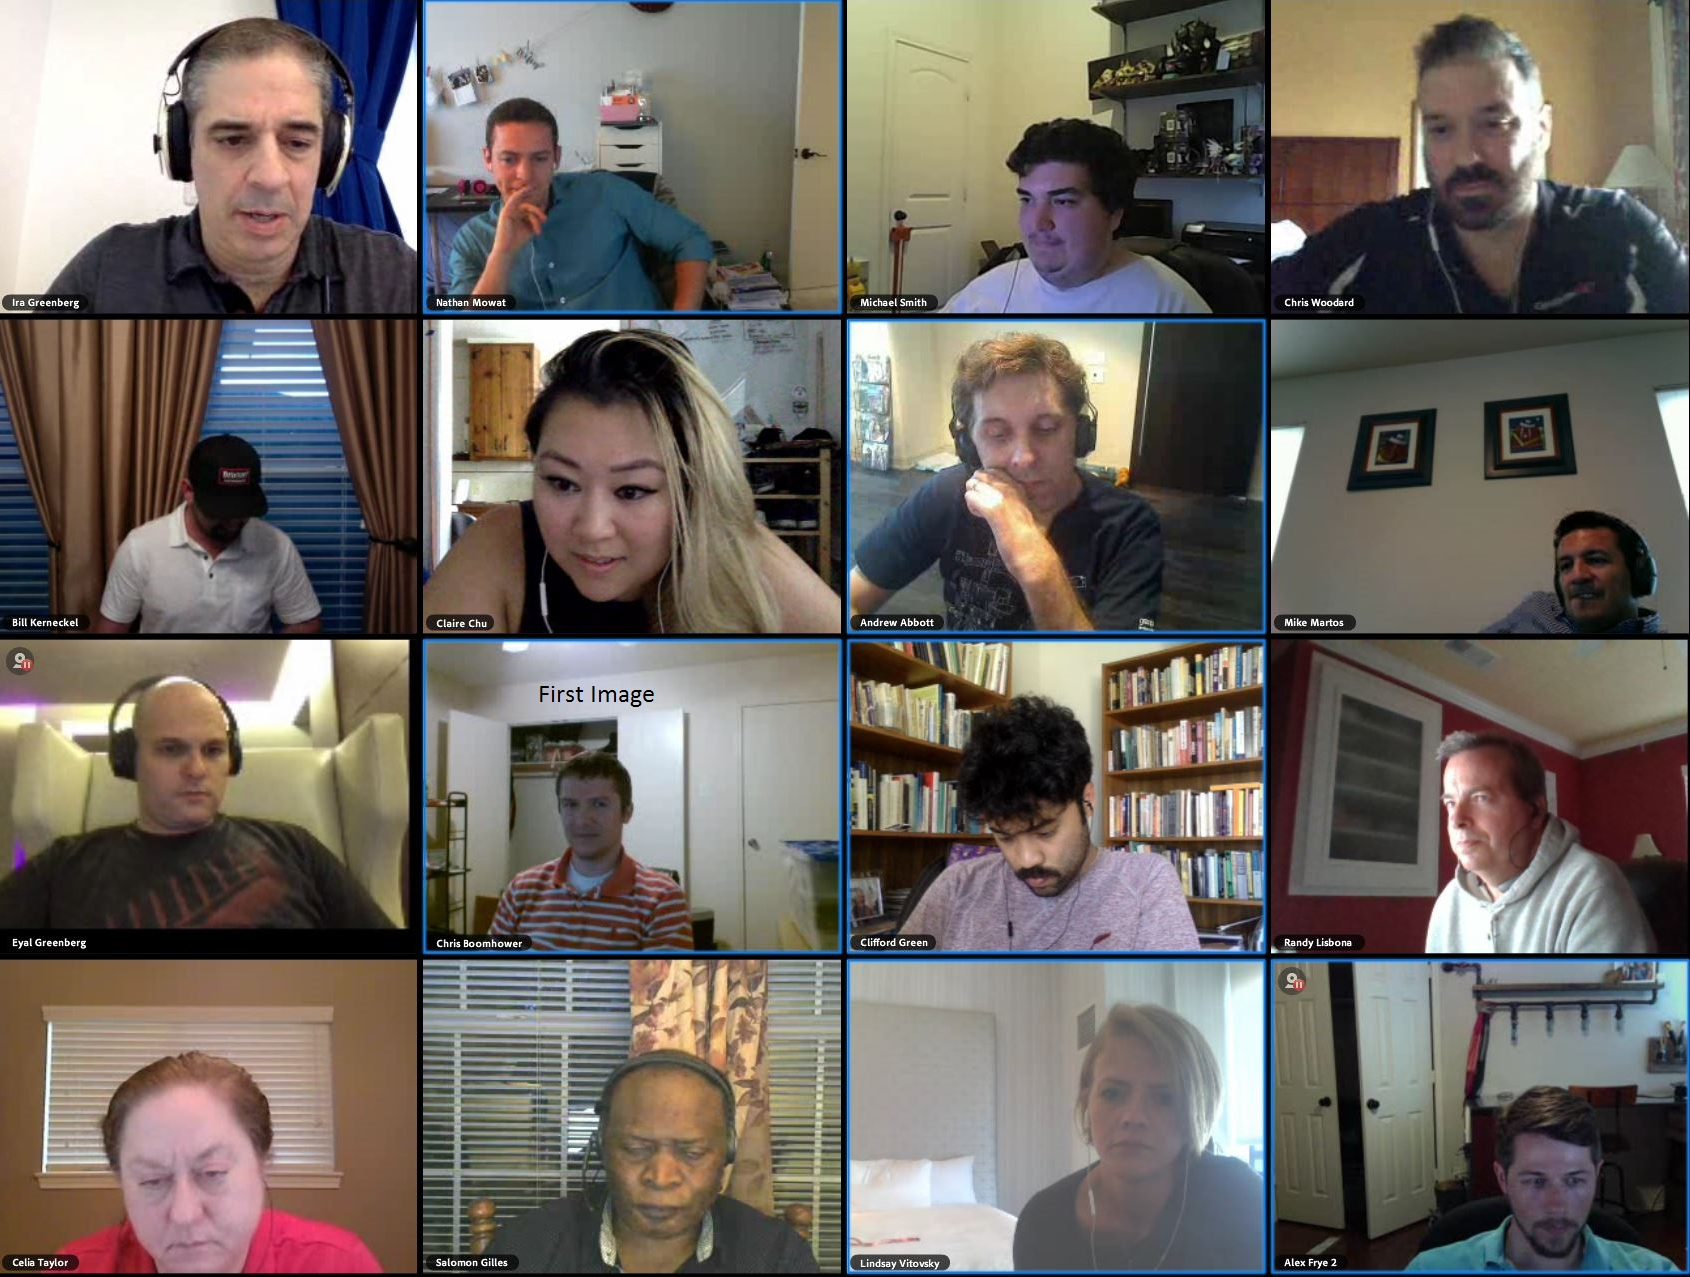 Ira Greenberg
Nathan Mowat
Michael Smith
Chris Woodard
Bill Kerneckel
Claire Chu
Andrew Abbott
Mike Martos
First Image
Eyal Greenberg
Chris Boomhower
Clifford Green
Randy Lisbona
Celia Taylor
Salomon Gilles
Lindsay Vitovsky
Alex Frye 2